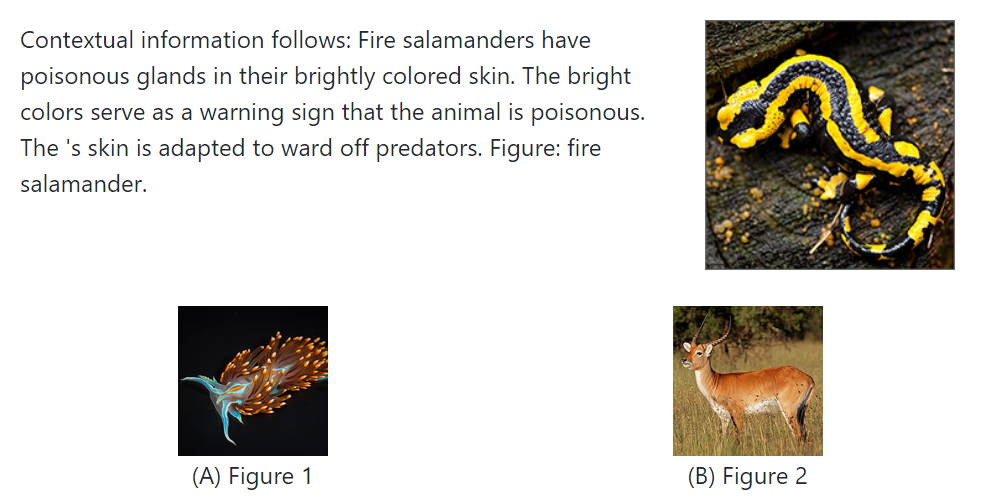 Contextual information follows: Fire salamanders have
poisonous glands in their brightly colored skin. The bright
colors serve as a warning sign that the animal is poisonous.
The 's skin is adapted to ward off predators. Figure: fire
salamander.
(A) Figure 1
(B) Figure 2